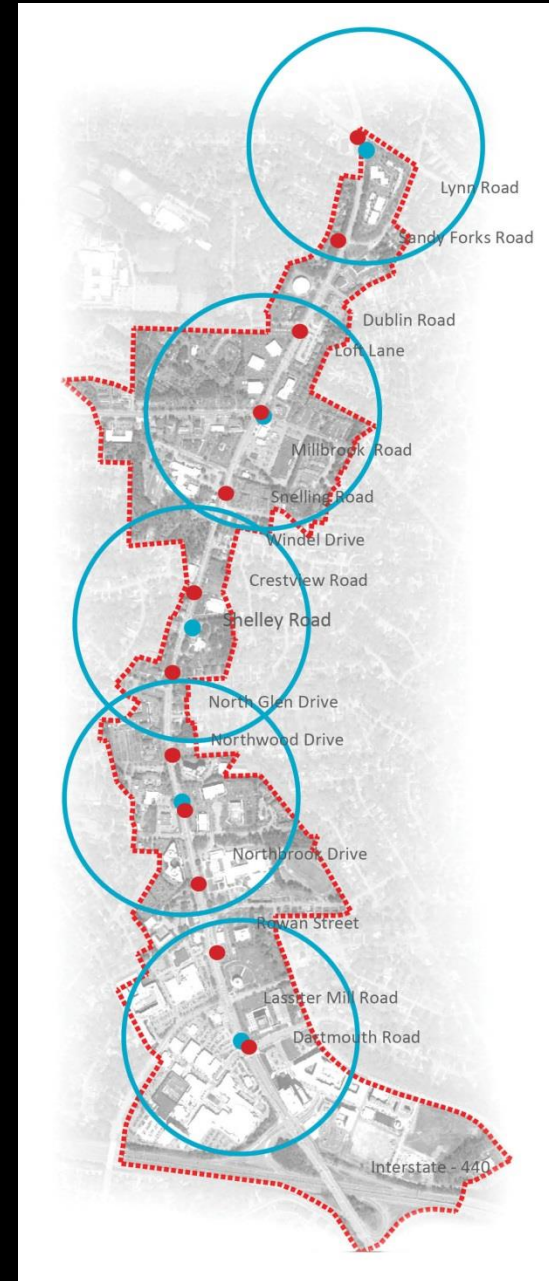 Lynn Road
Sandy Forks Road
Dublin Road
Loft Lane
Millbrook Road
Snelling Road
Windel Drive
Crestview Road
Shelley Road
North Glen Drive
Northwood Drive
Northbrook Drive
Rowan Street
Lassiter Mill Road
Dartmouth Road
Interstate - 440